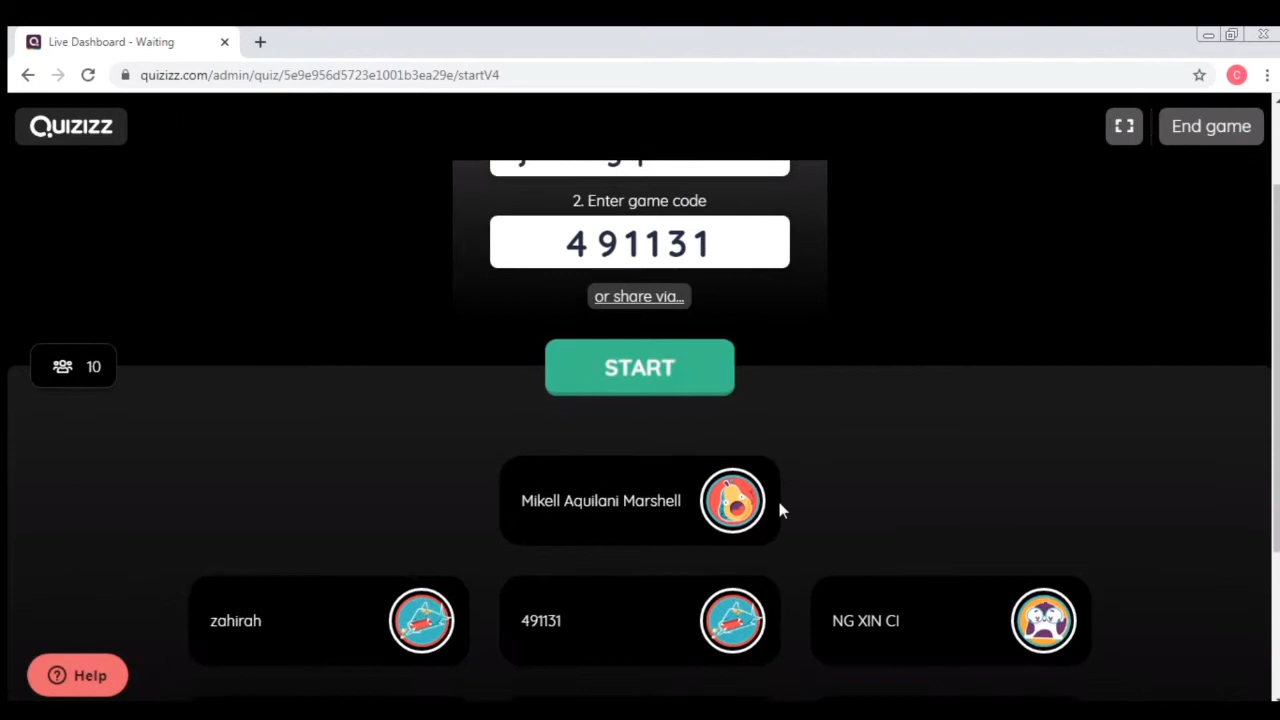 Live Dashboard - Waiting
quizizz.com/admin/quiz/5e9e956d5723e1001b3ea29e/startV4
C
QUIZIZZ
End game
2. Enter game code
491131
or share via...
10
START
Mikell Aquilani Marshell
zahirah
491131
NG XIN CI
Help